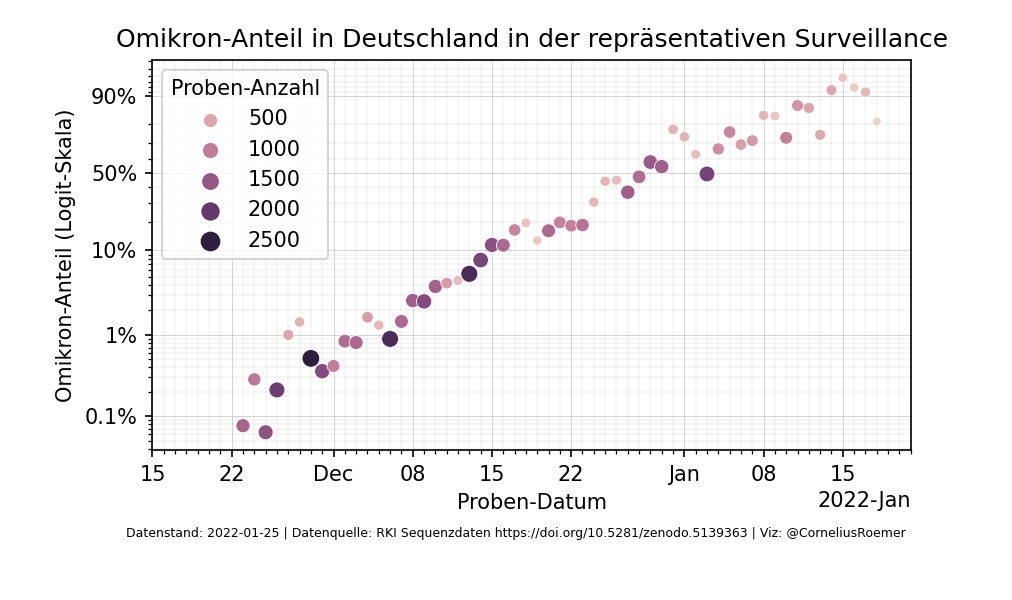 Omikron-Anteil in Deutschland in der repräsentativen Surveillance
Omikron-Anteil (Logit-Skala)
90%
50%
10%
1%
0.1%
Proben-Anzahl
500
1000
1500
2000
2500
15 22 Dec 08 15 22 Jan 08 15
Proben-Datum
2022-Jan
Datenstand: 2022-01-25 | Datenquelle: RKI Sequenzdaten https://doi.org/10.5281/zenodo.5139363 | Viz: @CorneliusRoemer